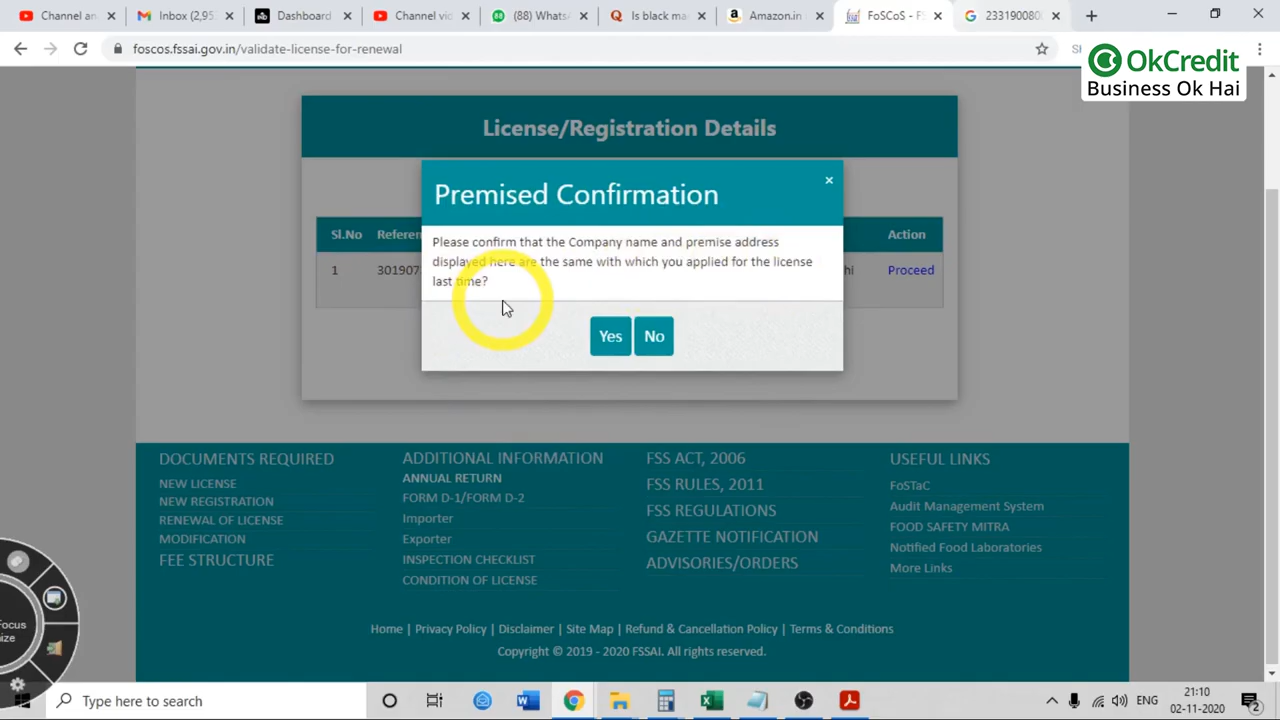 Channel an
Inbox (2,95
Dashboard
Channel vid
(88) Whats
Is black ma
Amazon.in
FoSCoS - FS
2331900800
foscos.fssai.gov.in/validate-license-for-renewal
OkCredit
Business Ok Hai
License/Registration Details
Premised Confirmation
Please confirm that the Company name and premise address
displayed here are the same with which you applied for the license
last time?
Yes No
Sl.No Referen Action
1 301907 hi Proceed
DOCUMENTS REQUIRED
NEW LICENSE
NEW REGISTRATION
RENEWAL OF LICENSE
MODIFICATION
FEE STRUCTURE
ADDITIONAL INFORMATION
ANNUAL RETURN
FORM D-1/FORM D-2
Importer
Exporter
INSPECTION CHECKLIST
CONDITION OF LICENSE
FSS ACT, 2006
FSS RULES, 2011
FSS REGULATIONS
GAZETTE NOTIFICATION
ADVISORIES/ORDERS
USEFUL LINKS
FoSTaC
Audit Management System
FOOD SAFETY MITRA
Notified Food Laboratories
More Links
Home | Privacy Policy | Disclaimer | Site Map | Refund & Cancellation Policy | Terms & Conditions
Copyright © 2019 - 2020 FSSAI. All rights reserved.
Focus
Size
Type here to search
ENG
21:10
02-11-2020
2